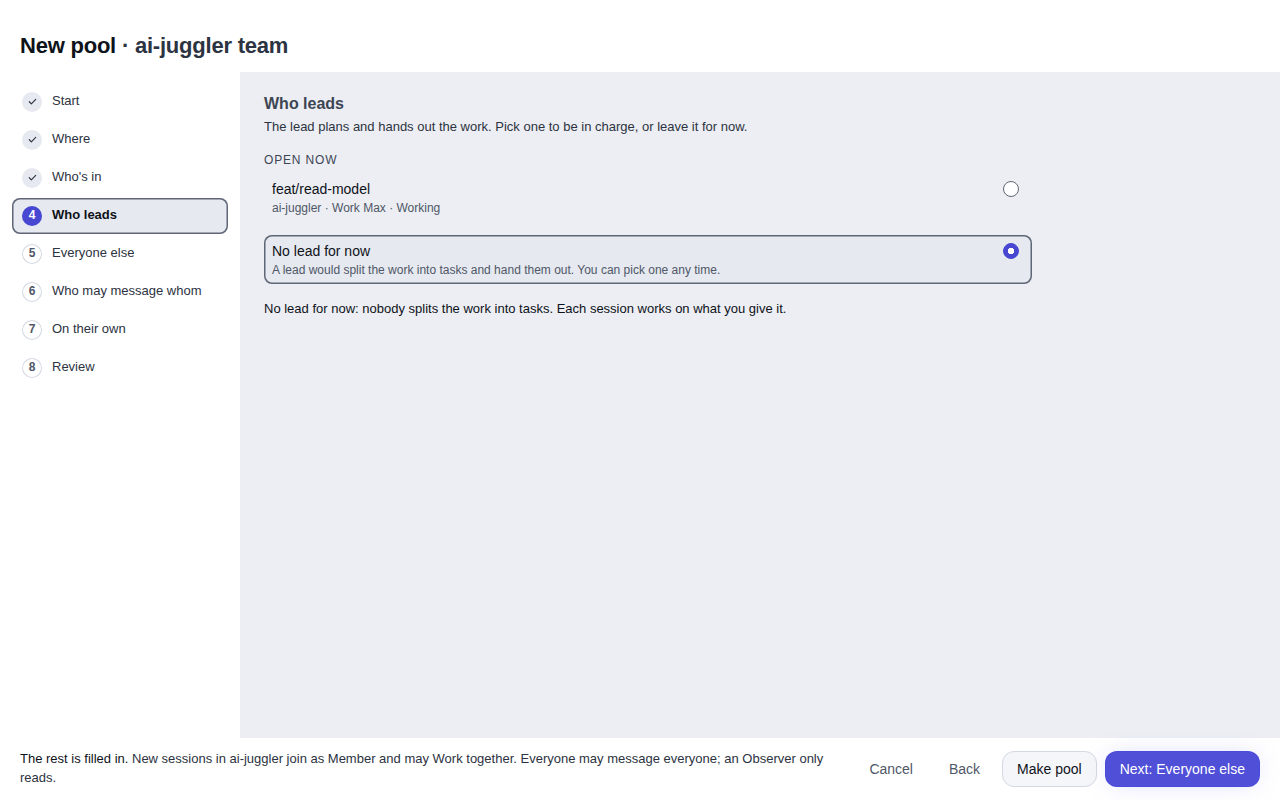 New pool · ai-juggler team
Start
Where
Who's in
4 Who leads
5 Everyone else
6 Who may message whom
7 On their own
8 Review
Who leads
The lead plans and hands out the work. Pick one to be in charge, or leave it for now.
OPEN NOW
feat/read-model
ai-juggler · Work Max · Working
No lead for now
A lead would split the work into tasks and hand them out. You can pick one any time.
No lead for now: nobody splits the work into tasks. Each session works on what you give it.
The rest is filled in. New sessions in ai-juggler join as Member and may Work together. Everyone may message everyone; an Observer only
reads.
Cancel Back Make pool Next: Everyone else